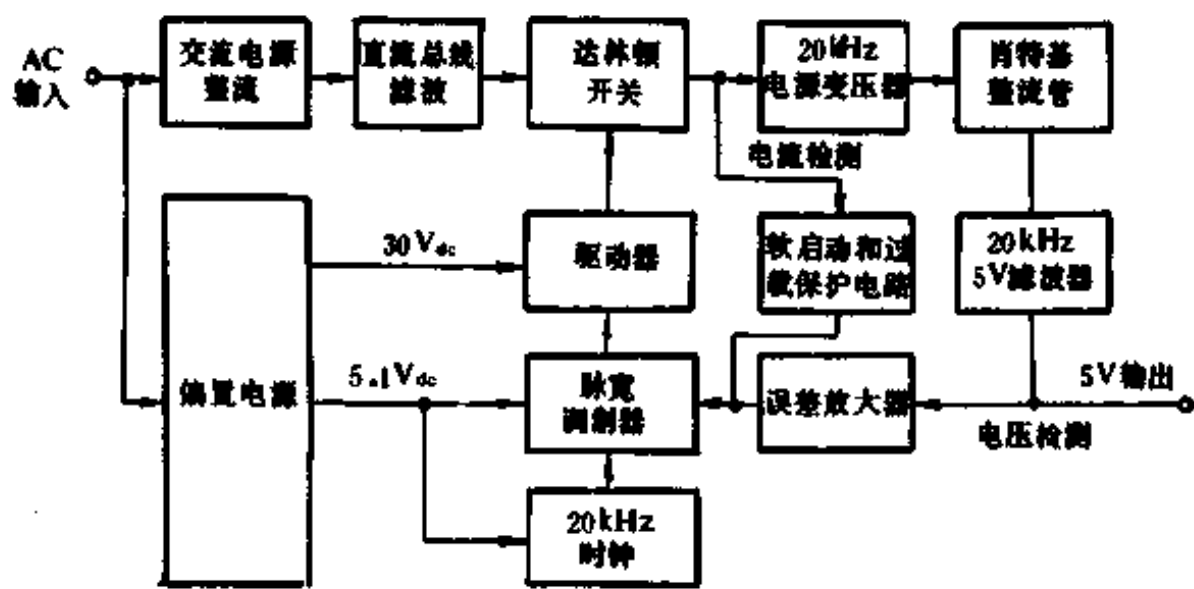 AC
输入
交流电源
整流
直流总线
滤波
达林顿
开关
20kHz
电源变压器
肖特基
整流管
电流检测
30Vdc
驱动器
软启动和过
载保护电路
20kHz
5V滤波器
偏置电源
5.1Vdc
脉宽
调制器
误差放大器
5V输出
电压检测
20kHz
时钟